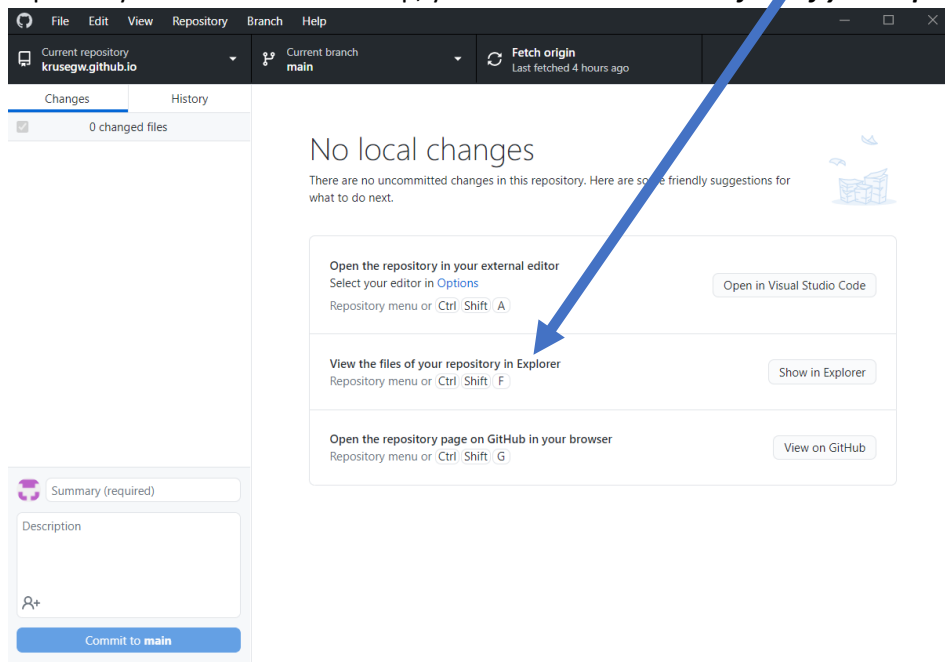 File Edit View Repository Branch Help
Current repository
krusegw.github.io
Current branch
main
Fetch origin
Last fetched 4 hours ago
Changes History
0 changed files
No local changes
There are no uncommitted changes in this repository. Here are some friendly suggestions for
what to do next.
Open the repository in your external editor
Select your editor in Options
Repository menu or Ctrl Shift A
Open in Visual Studio Code
View the files of your repository in Explorer
Repository menu or Ctrl Shift F
Show in Explorer
Open the repository page on GitHub in your browser
Repository menu or Ctrl Shift G
View on GitHub
Summary (required)
Description
Commit to main